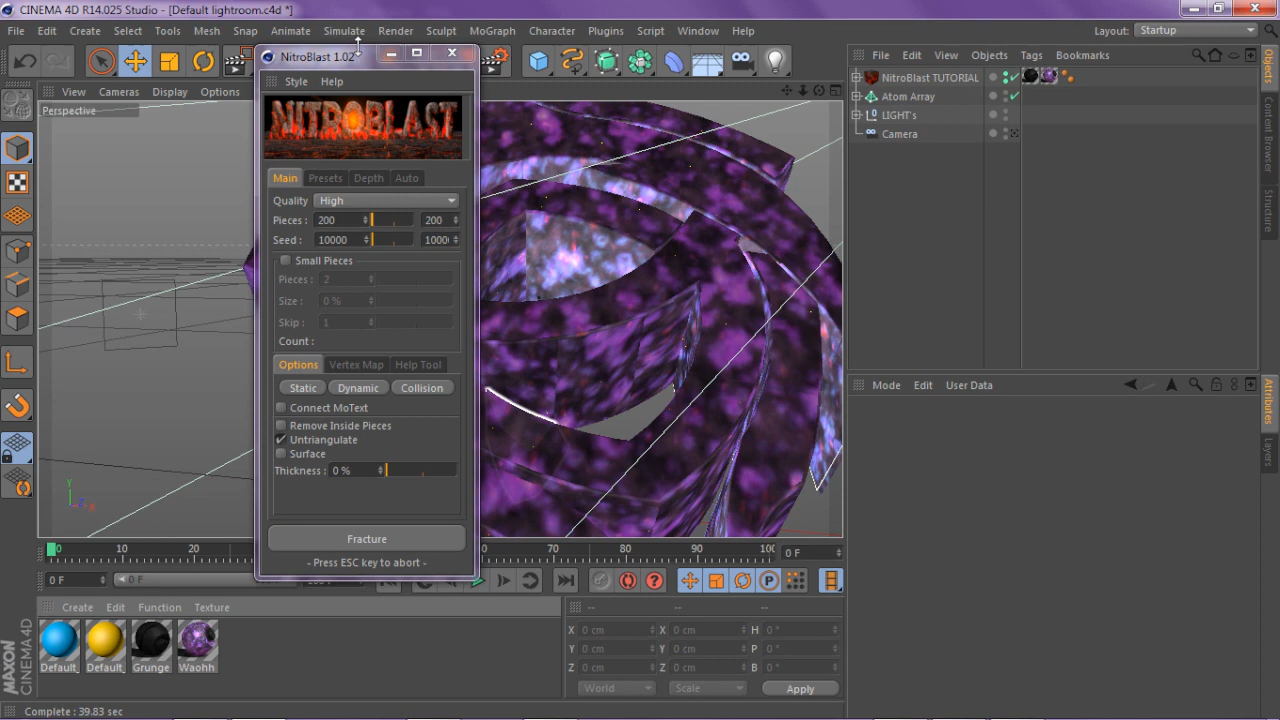 CINEMA 4D R14.025 Studio - [Default lightroom.c4d *]
File Edit Create Select Tools Mesh Snap Animate Simulate Render Sculpt MoGraph Character Plugins Script Window Help Layout: Startup
View Cameras Display Options
Perspective
NitroBlast 1.02
Style Help
NITROBLAST
Main Presets Depth Auto
Quality High
Pieces : 200 200
Seed : 10000 1000
Small Pieces
Pieces : 2
Size : 0 %
Skip : 1
Count :
Options Vertex Map Help Tool
Static Dynamic Collision
Connect MoText
Remove Inside Pieces
Untriangulate
Surface
Thickness : 0 %
Fracture
- Press ESC key to abort -
File Edit View Objects Tags Bookmarks
NitroBlast TUTORIAL
Atom Array
LIGHT's
Camera
Objects
Content Browser
Structure
Mode Edit User Data
Attributes
Layers
0 10 20 60 70 80 90 100 0 F
0 F 0 F
Create Edit Function Texture
Default_ Default_ Grunge Waohh
-- -- --
X 0 cm X 0 cm H 0 °
Y 0 cm Y 0 cm P 0 °
Z 0 cm Z 0 cm B 0 °
World Scale Apply
MAXON CINEMA 4D
Complete : 39.83 sec
Y Z X